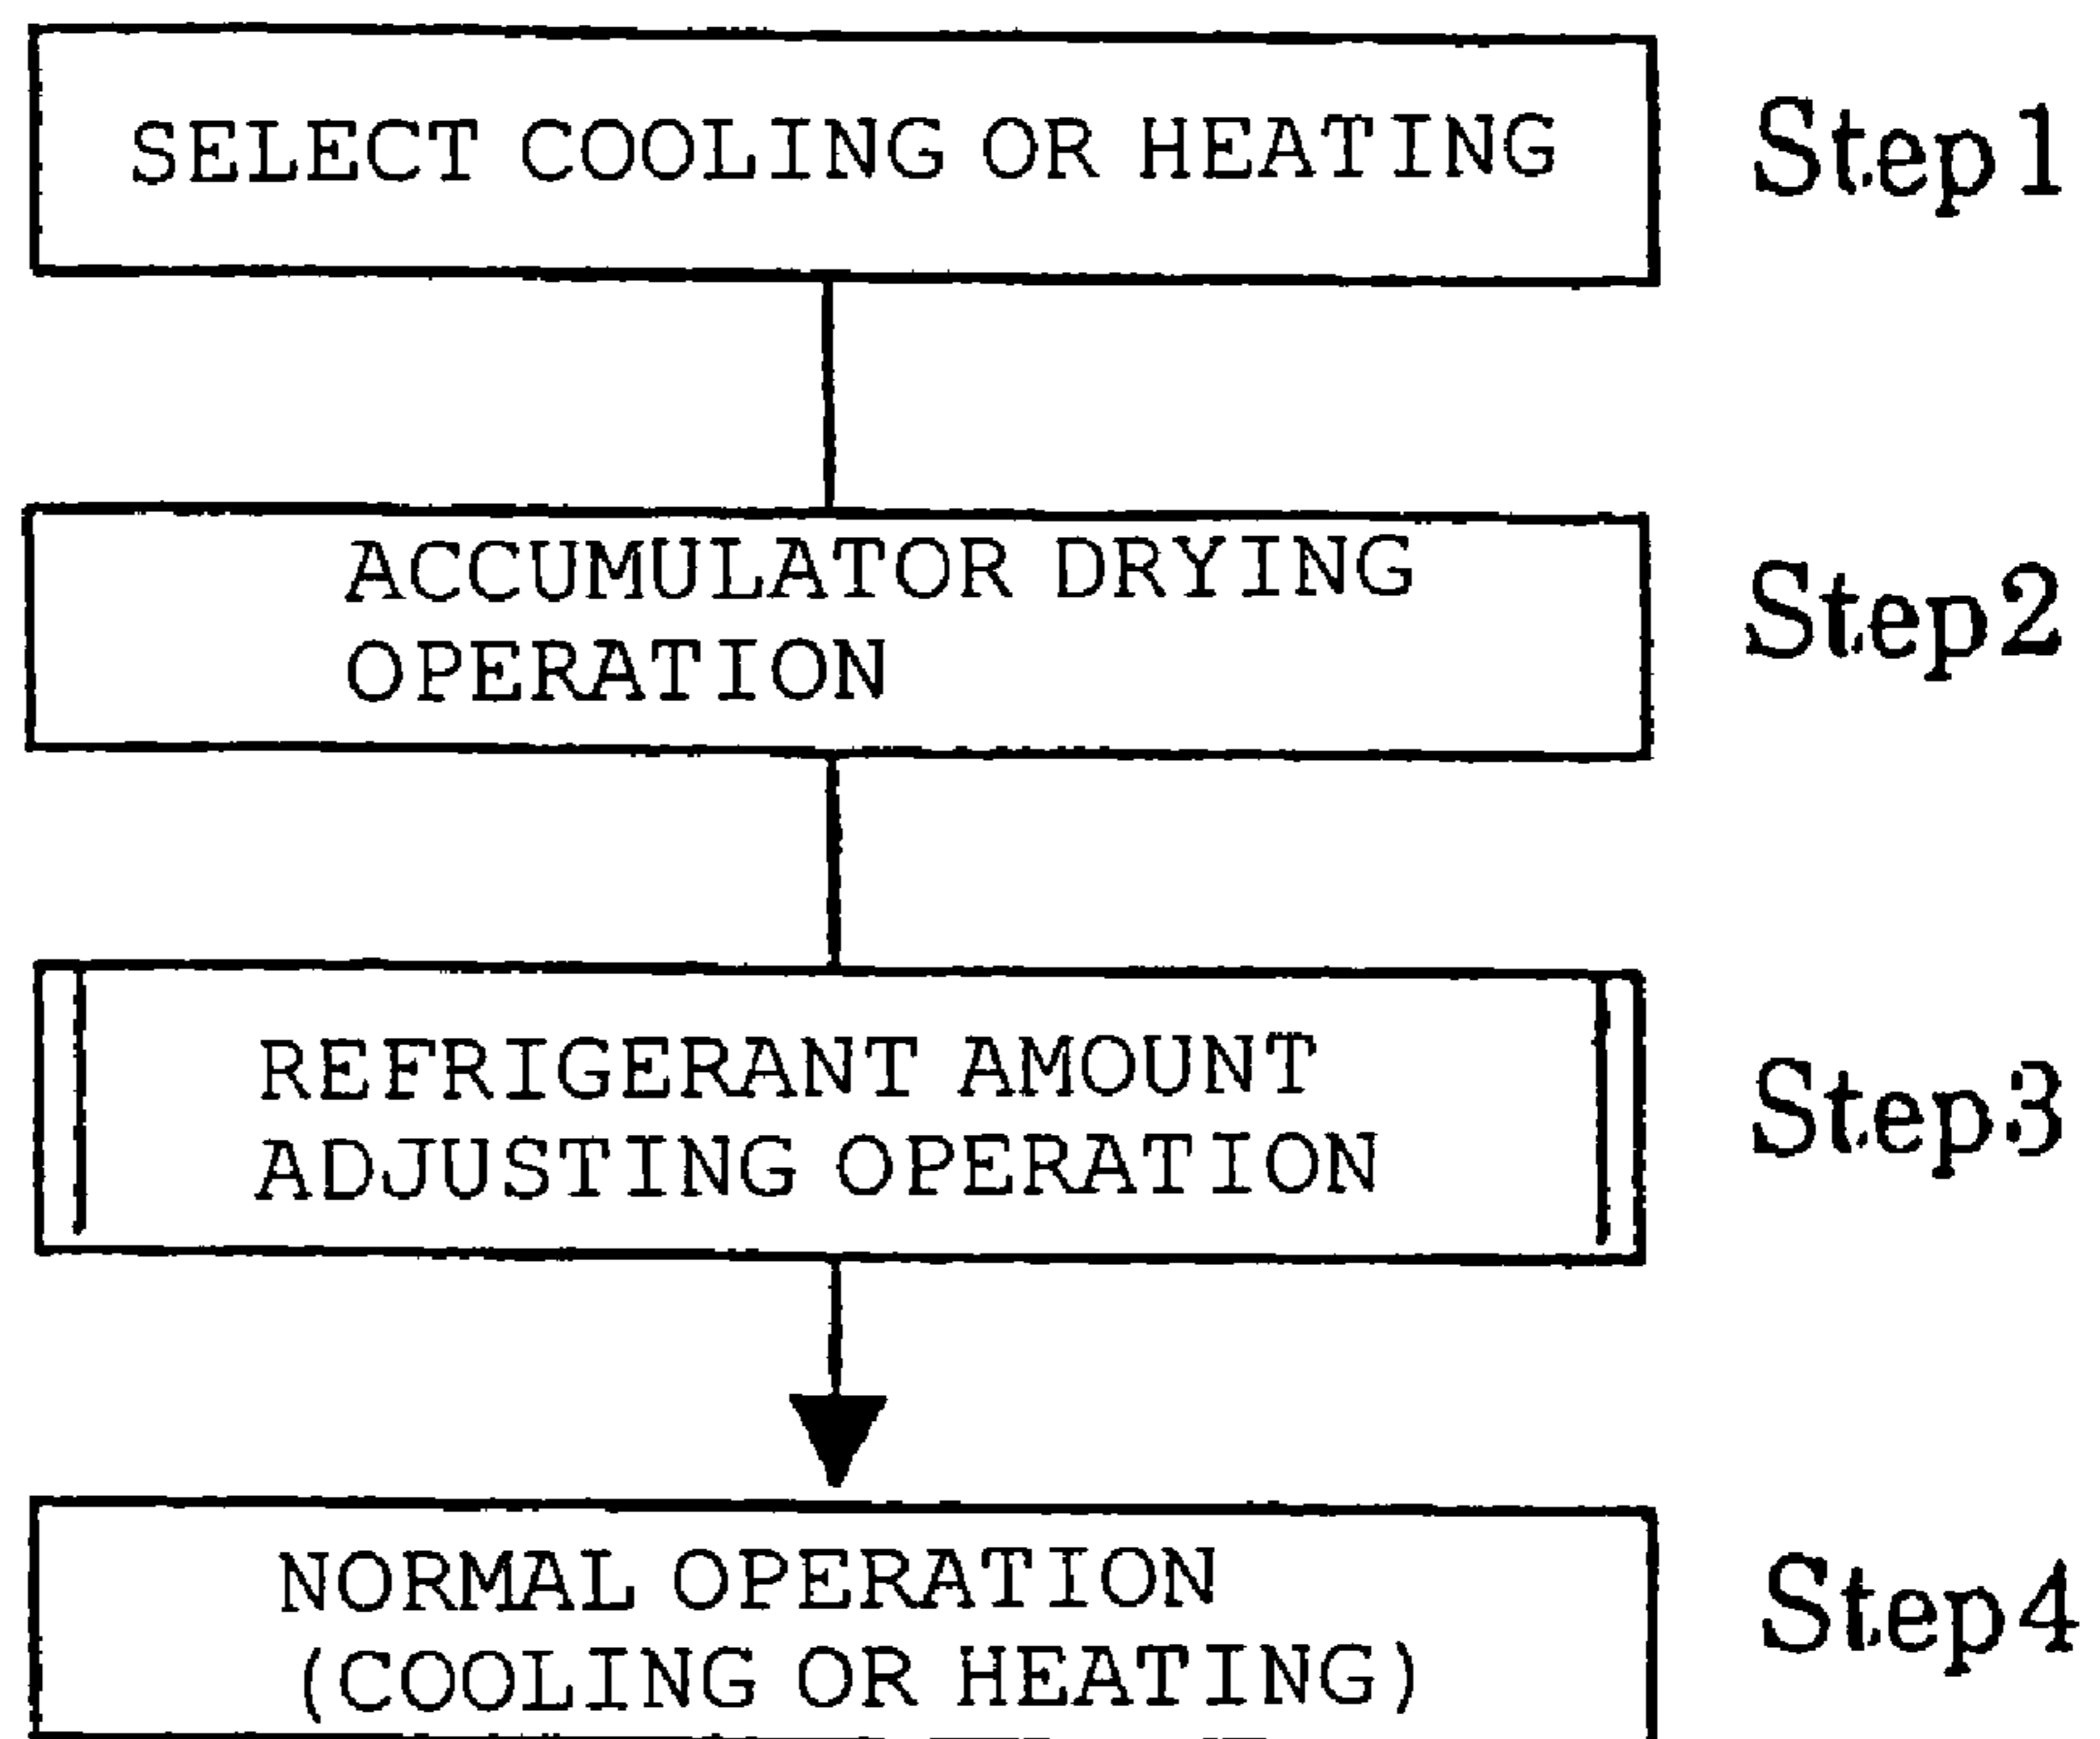 SELECT COOLING OR HEATING
Step1
ACCUMULATOR DRYING
OPERATION
Step2
REFRIGERANT AMOUNT
ADJUSTING OPERATION
Step3
NORMAL OPERATION
(COOLING OR HEATING)
Step4